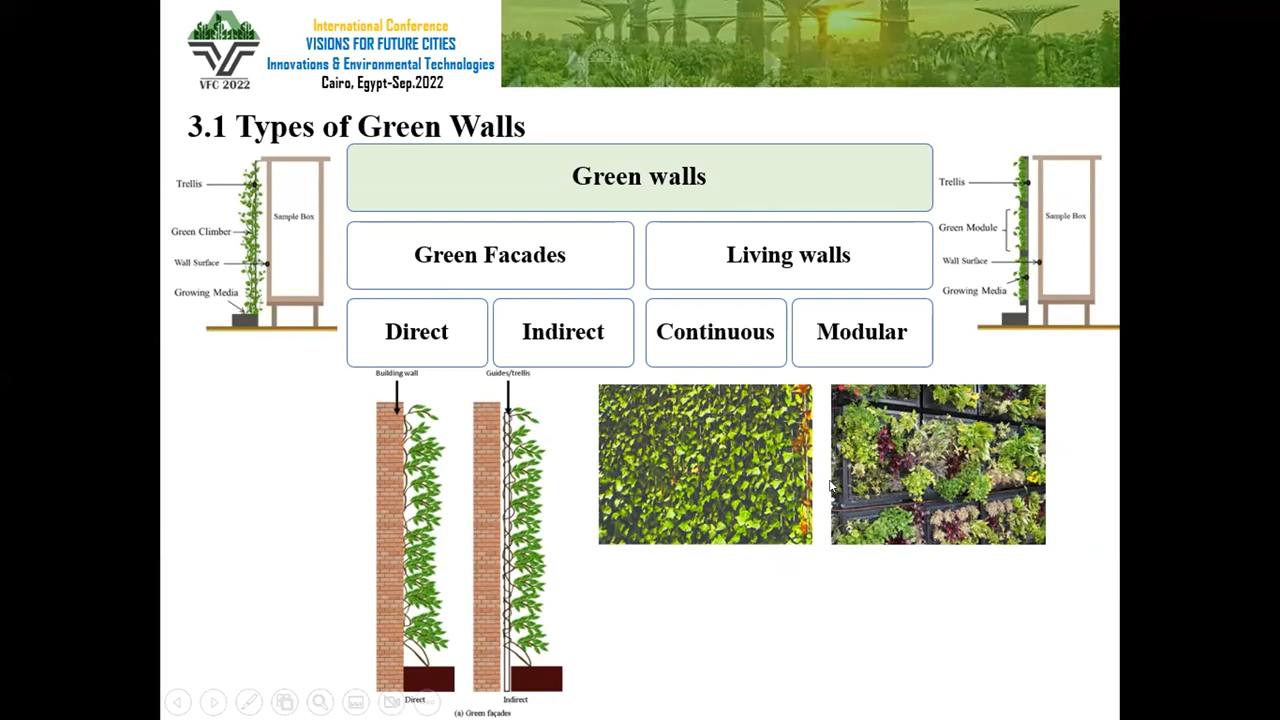 International Conference
VISIONS FOR FUTURE CITIES
Innovations & Environmental Technologies
Cairo, Egypt-Sep.2022
VFC 2022
3.1 Types of Green Walls
Trellis
Sample Box
Green Climber
Wall Surface
Growing Media
Green walls
Green Facades
Living walls
Direct
Indirect
Continuous
Modular
Trellis
Sample Box
Green Module
Wall Surface
Growing Media
Building wall
Guides/trellis
Direct
Indirect
(a) Green façades